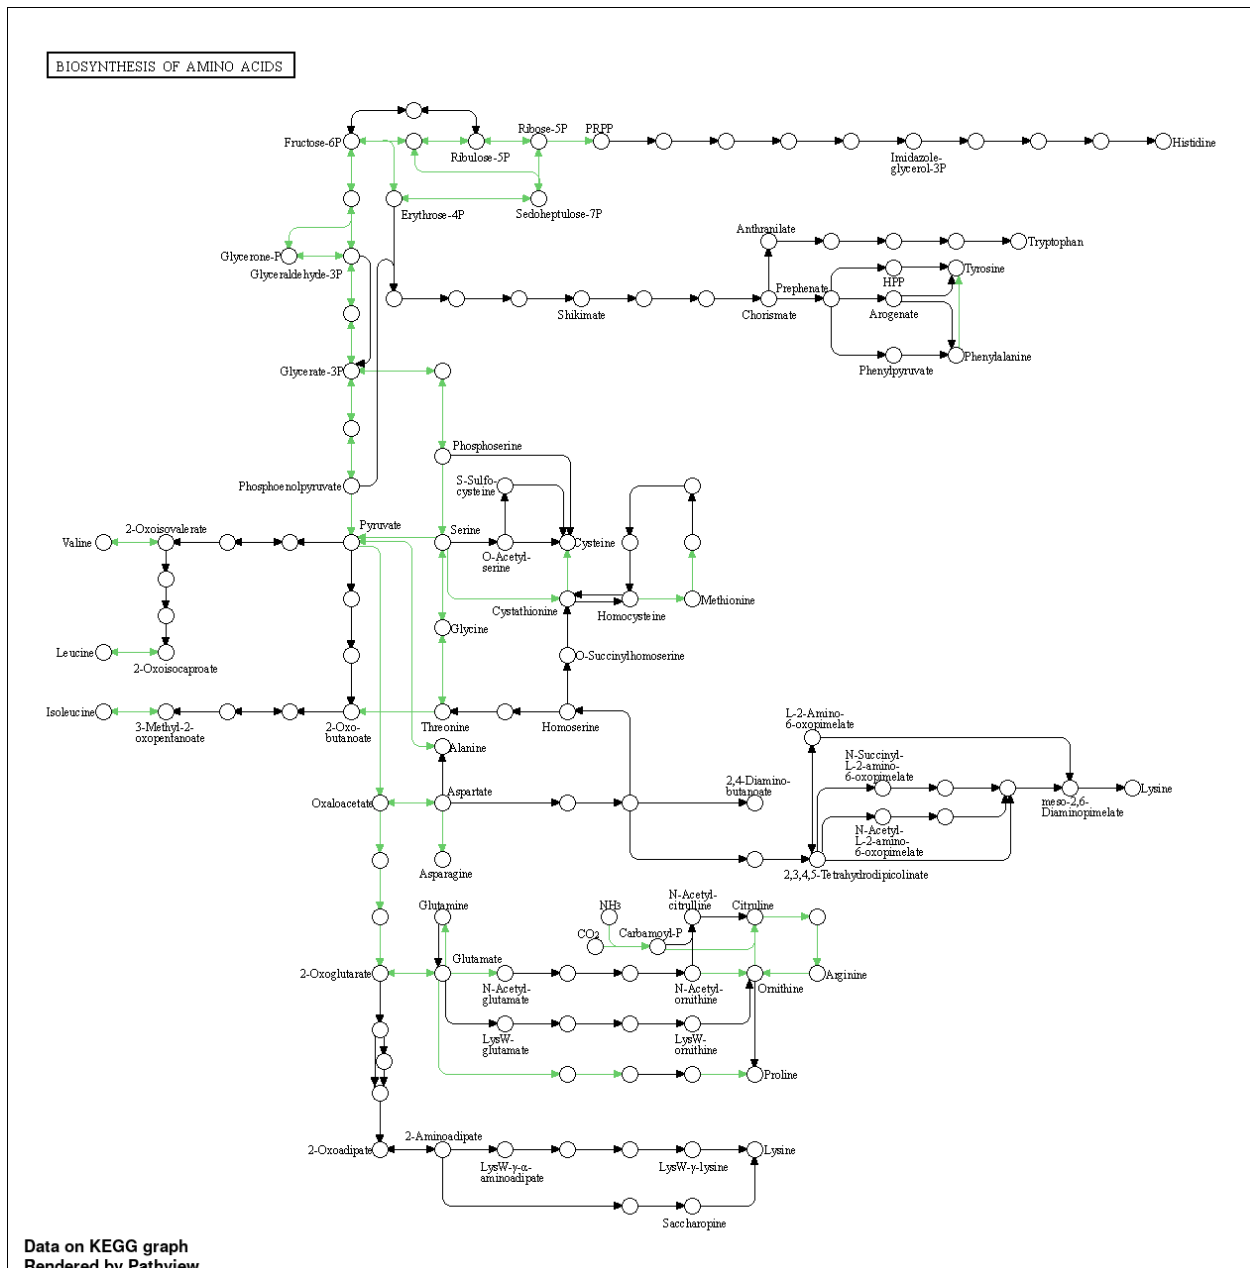 BIOSYNTHESIS OF AMINO ACIDS
Fructose-6P
Ribulose-5P
Ribose-5P
PRPP
Imidazole-
glycerol-3P
Histidine
Erythrose-4P
Sedoheptulose-7P
Glycerone-P
Glyceraldehyde-3P
Anthranilate
Tryptophan
Tyrosine
HPP
Prephenate
Shikimate
Chorismate
Arogenate
Phenylalanine
Phenylpyruvate
Glycerate-3P
Phosphoserine
S-Sulfo-
cysteine
Phosphoenolpyruvate
2-Oxoisovalerate
Pyruvate
Serine
Valine
Cysteine
O-Acetyl-
serine
Cystathionine
Homocysteine
Methionine
Glycine
Leucine
2-Oxoisocaproate
O-Succinylhomoserine
Isoleucine
3-Methyl-2-
oxopentanoate
2-Oxo-
butanoate
Threonine
Homoserine
L-2-Amino-
6-oxopimelate
Alanine
N-Succinyl-
L-2-amino-
6-oxopimelate
2,4-Diamino-
butanoate
Aspartate
Oxaloacetate
Lysine
meso-2,6-
Diaminopimelate
N-Acetyl-
L-2-amino-
6-oxopimelate
Asparagine
2,3,4,5-Tetrahydrodipicolinate
Glutamine
NH3
N-Acetyl-
citrulline
Citruline
CO2
Carbamoyl-P
Glutamate
2-Oxoglutarate
N-Acetyl-
glutamate
N-Acetyl-
ornithine
Ornithine
Arginine
LysW-
glutamate
LysW-
ornithine
Proline
2-Aminoadipate
2-Oxoadipate
LysW-γ-α-
aminoadipate
LysW-γ-lysine
Lysine
Saccharopine
Data on KEGG graph
Rendered by Pathview